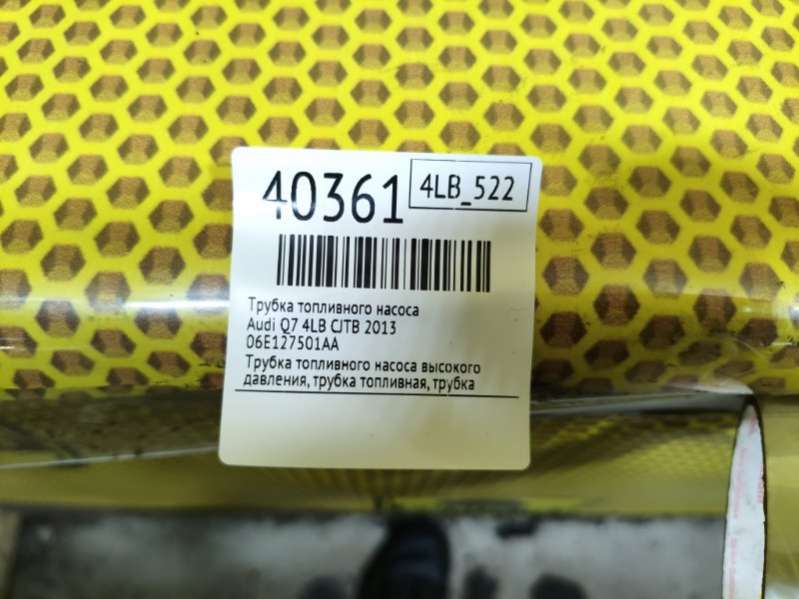 40361
4LB_522
Трубка топливного насоса
Audi Q7 4LB CJTB 2013
06E127501AA
Трубка топливного насоса высокого
давления, трубка топливная, трубка